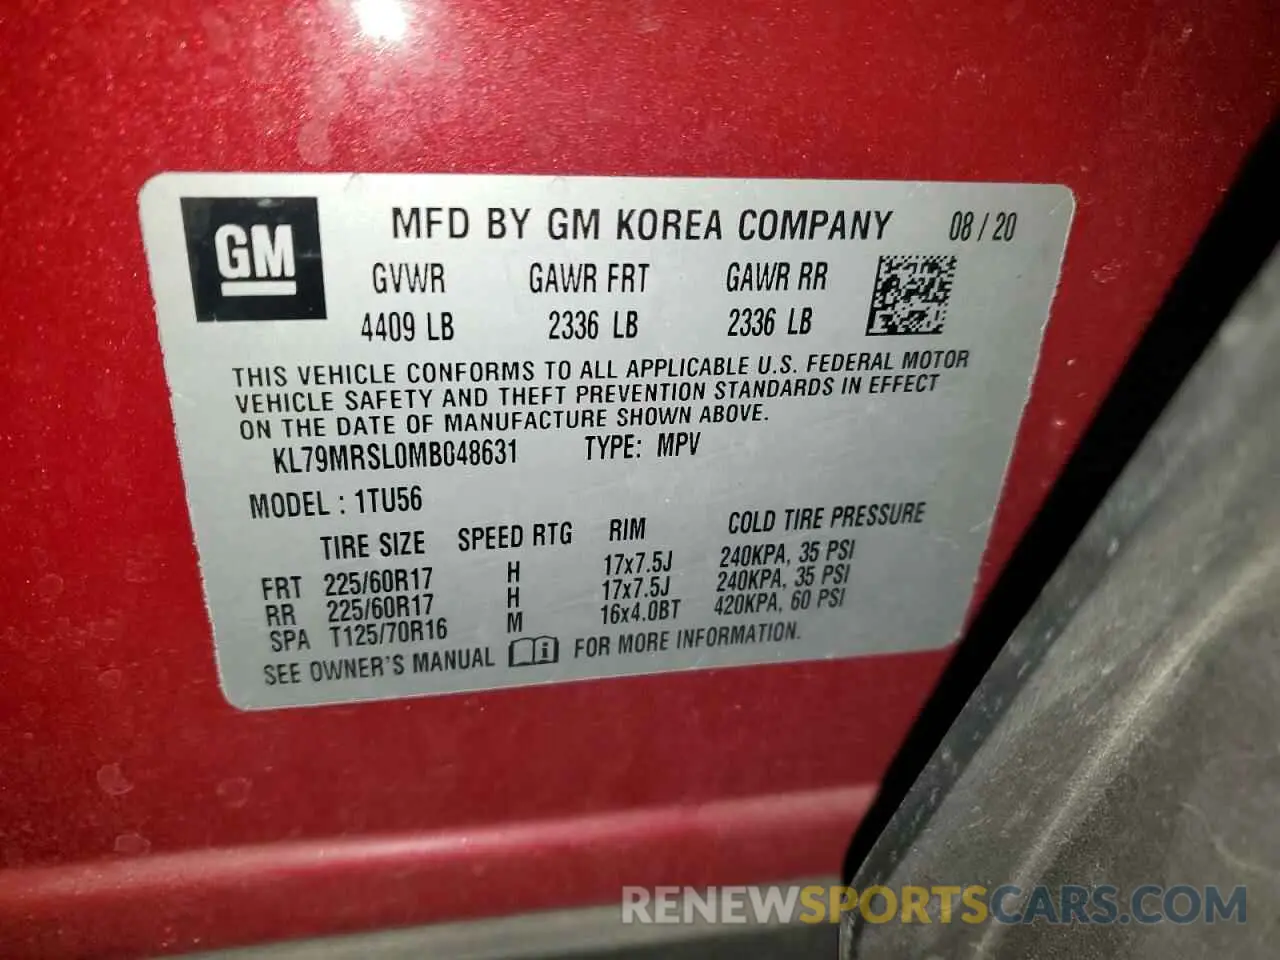 GM
MFD BY GM KOREA COMPANY 08/20
GVWR GAWR FRT GAWR RR
4409 LB 2336 LB 2336 LB
THIS VEHICLE CONFORMS TO ALL APPLICABLE U.S. FEDERAL MOTOR
VEHICLE SAFETY AND THEFT PREVENTION STANDARDS IN EFFECT
ON THE DATE OF MANUFACTURE SHOWN ABOVE.
KL79MRSL0MB048631 TYPE: MPV
MODEL : 1TU56
TIRE SIZE SPEED RTG RIM COLD TIRE PRESSURE
FRT 225/60R17 H 17x7.5J 240KPA, 35 PSI
RR 225/60R17 H 17x7.5J 240KPA, 35 PSI
SPA T125/70R16 M 16x4.0BT 420KPA, 60 PSI
SEE OWNER'S MANUAL i FOR MORE INFORMATION.
RENEWSPORTSCARS.COM